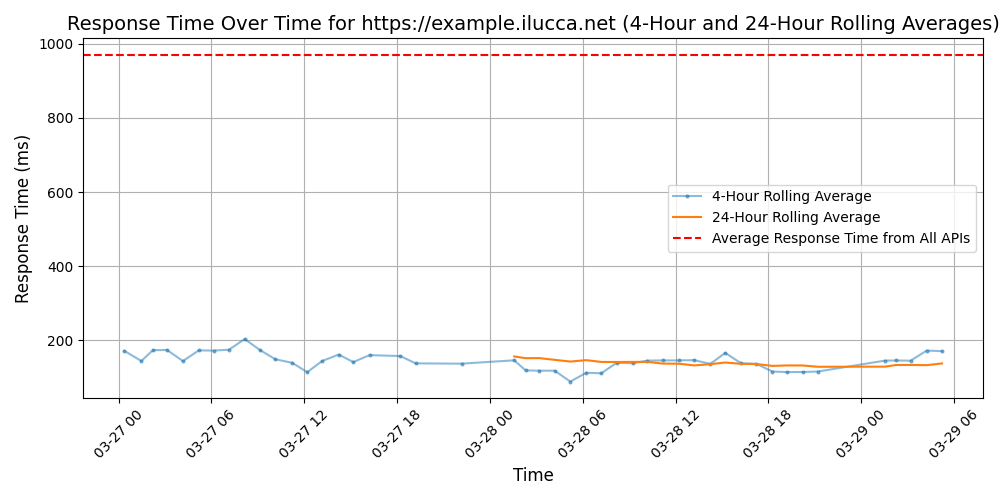 Response Time Over Time for https://example.ilucca.net (4-Hour and 24-Hour Rolling Averages)
1000
800
600
400
200
Response Time (ms)
4-Hour Rolling Average
24-Hour Rolling Average
Average Response Time from All APIs
03-27 00
03-27 06
03-27 12
03-27 18
03-28 00
03-28 06
03-28 12
03-28 18
03-29 00
03-29 06
Time